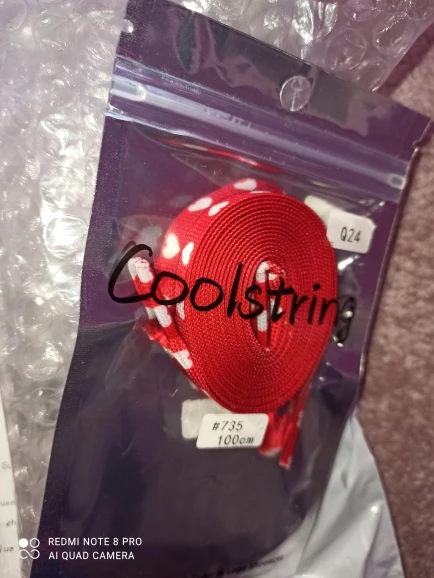 Q24
Coolstring
#735
100cm
REDMI NOTE 8 PRO
AI QUAD CAMERA